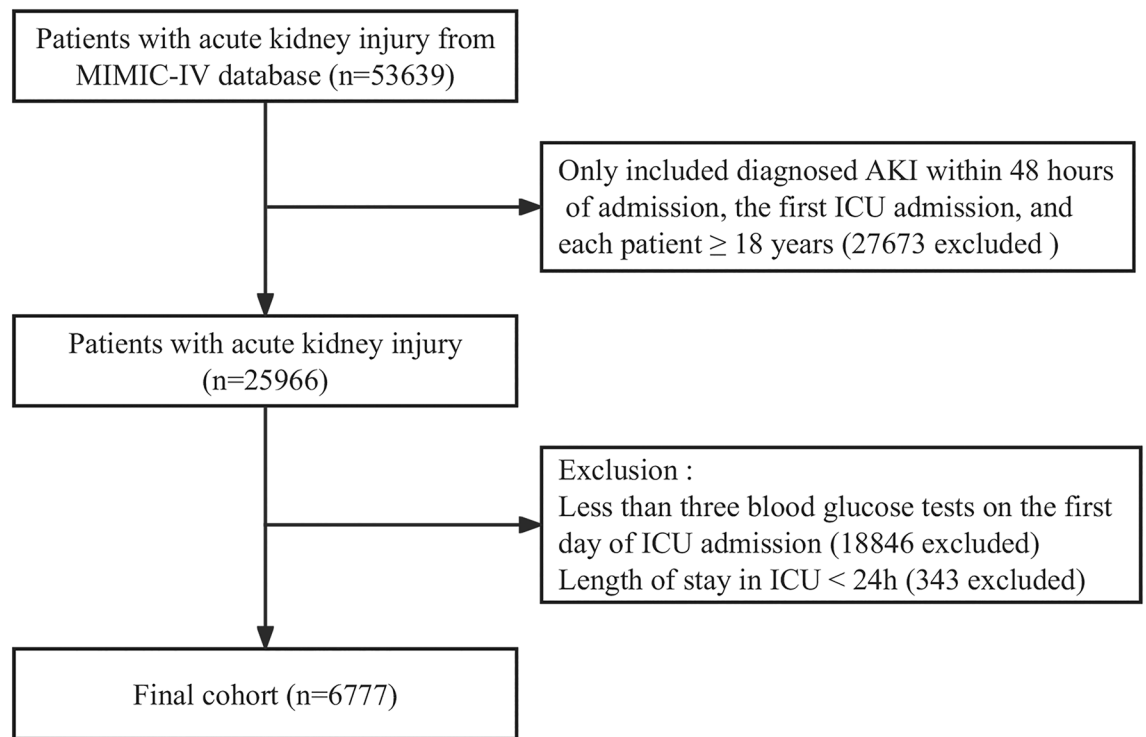 Patients with acute kidney injury from
MIMIC-IV database (n=53639)
Only included diagnosed AKI within 48 hours
of admission, the first ICU admission, and
each patient ≥ 18 years (27673 excluded )
Patients with acute kidney injury
(n=25966)
Exclusion :
Less than three blood glucose tests on the first
day of ICU admission (18846 excluded)
Length of stay in ICU < 24h (343 excluded)
Final cohort (n=6777)